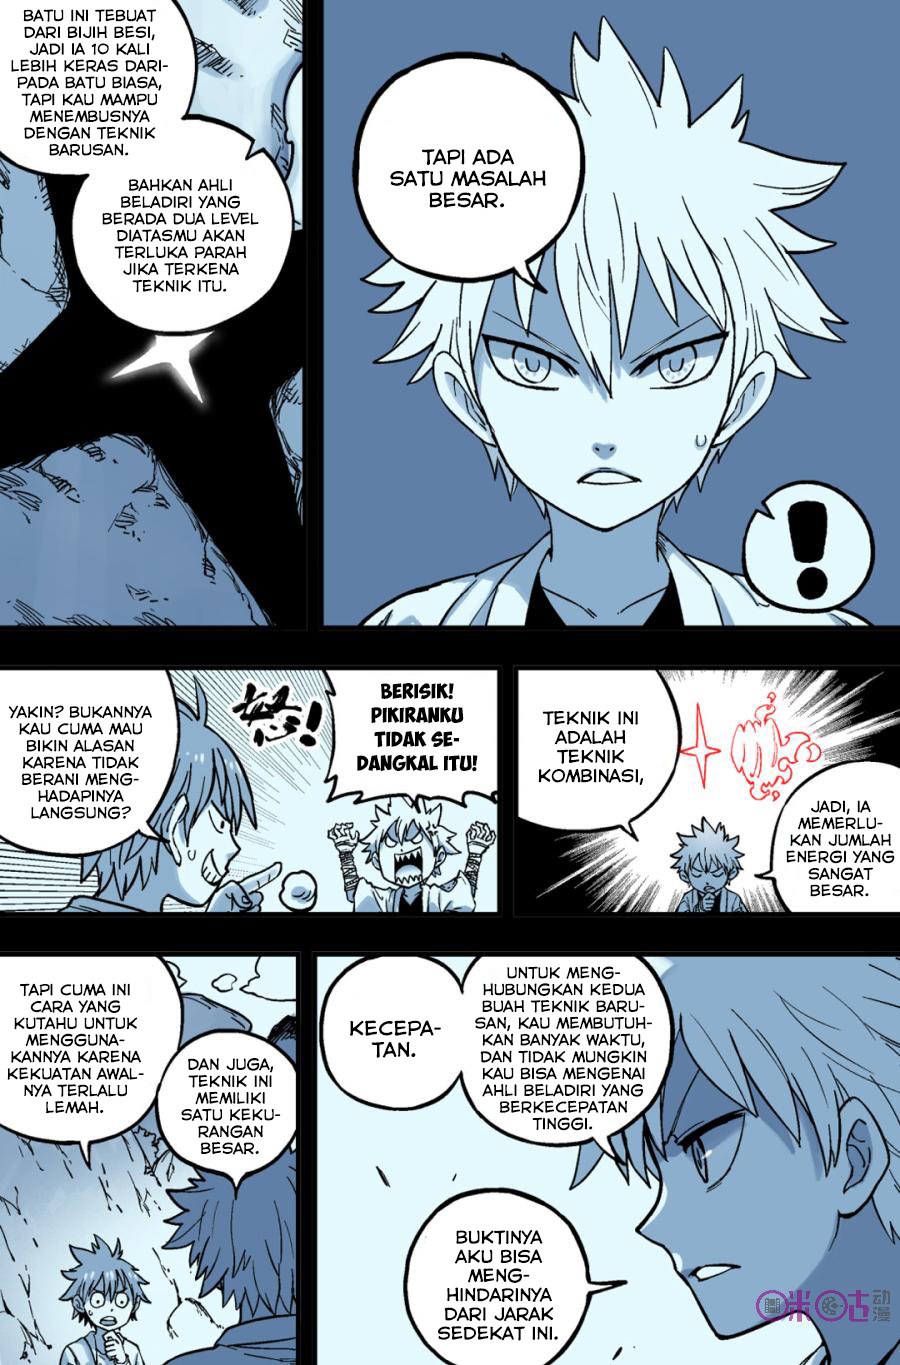 BATU INI TEBUAT
DARI BIJIH BESI,
JADI IA 10 KALI
LEBIH KERAS DARI-
PADA BATU BIASA,
TAPI KAU MAMPU
MENEMBUSNYA
DENGAN TEKNIK
BARUSAN.
BAHKAN AHLI
BELADIRI YANG
BERADA DUA LEVEL
DIATASMU AKAN
TERLUKA PARAH
JIKA TERKENA
TEKNIK ITU.
TAPI ADA
SATU MASALAH
BESAR.
!
YAKIN? BUKANNYA
KAU CUMA MAU
BIKIN ALASAN
KARENA TIDAK
BERANI MENG-
HADAPINYA
LANGSUNG?
怒!
BERISIK!
PIKIRANKU
TIDAK SE-
DANGKAL ITU!
TEKNIK INI
ADALAH
TEKNIK
KOMBINASI,
JADI, IA
MEMERLU-
KAN JUMLAH
ENERGI YANG
SANGAT
BESAR.
TAPI CUMA INI
CARA YANG
KUTAHU UNTUK
MENGGUNA-
KANNYA KARENA
KEKUATAN AWAL-
NYA TERLALU
LEMAH.
DAN JUGA,
TEKNIK INI
MEMILIKI
SATU KEKU-
RANGAN
BESAR.
KECEPA-
TAN.
UNTUK MENG-
HUBUNGKAN KEDUA
BUAH TEKNIK BARU-
SAN, KAU MEMBUTUH-
KAN BANYAK WAKTU,
DAN TIDAK MUNGKIN
KAU BISA MENGENAI
AHLI BELADIRI YANG
BERKECEPATAN
TINGGI.
BUKTINYA
AKU BISA
MENG-
HINDARINYA
DARI JARAK
SEDEKAT INI.
咪咕动漫